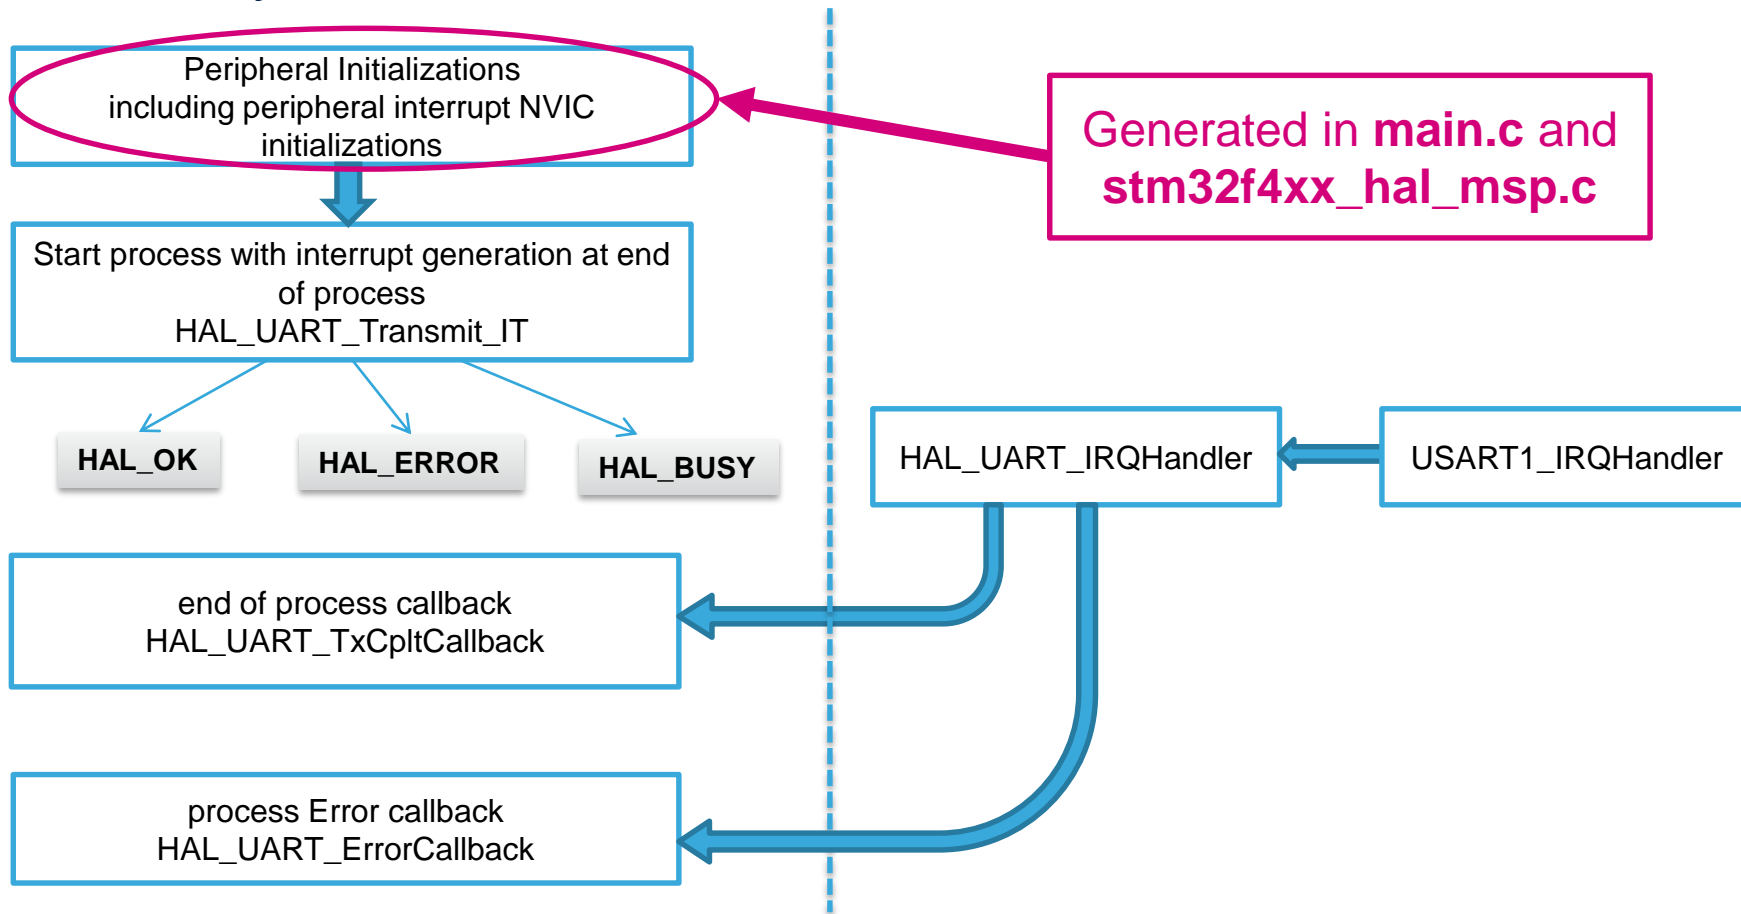 Peripheral Initializations
including peripheral interrupt NVIC
initializations
Generated in main.c and
stm32f4xx_hal_msp.c
Start process with interrupt generation at end
of process
HAL_UART_Transmit_IT
HAL_OK
HAL_ERROR
HAL_BUSY
HAL_UART_IRQHandler
USART1_IRQHandler
end of process callback
HAL_UART_TxCpltCallback
process Error callback
HAL_UART_ErrorCallback